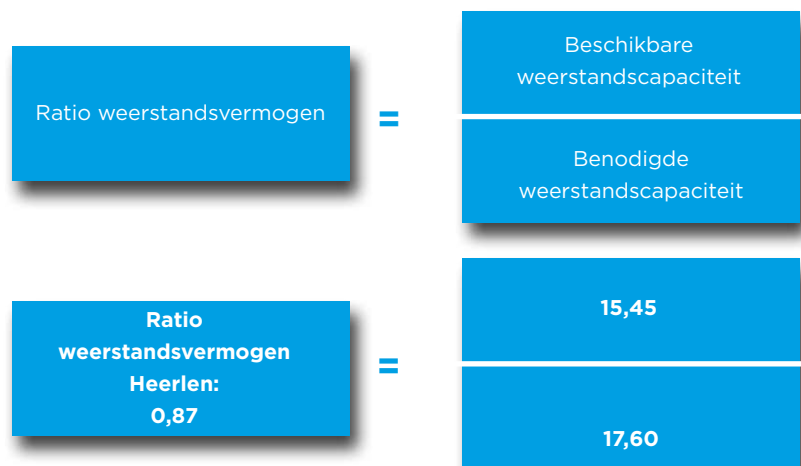 Ratio weerstandsvermogen
=
Beschikbare
weerstandscapaciteit
Benodigde
weerstandscapaciteit
Ratio
weerstandsvermogen
Heerlen:
0,87
=
15,45
17,60